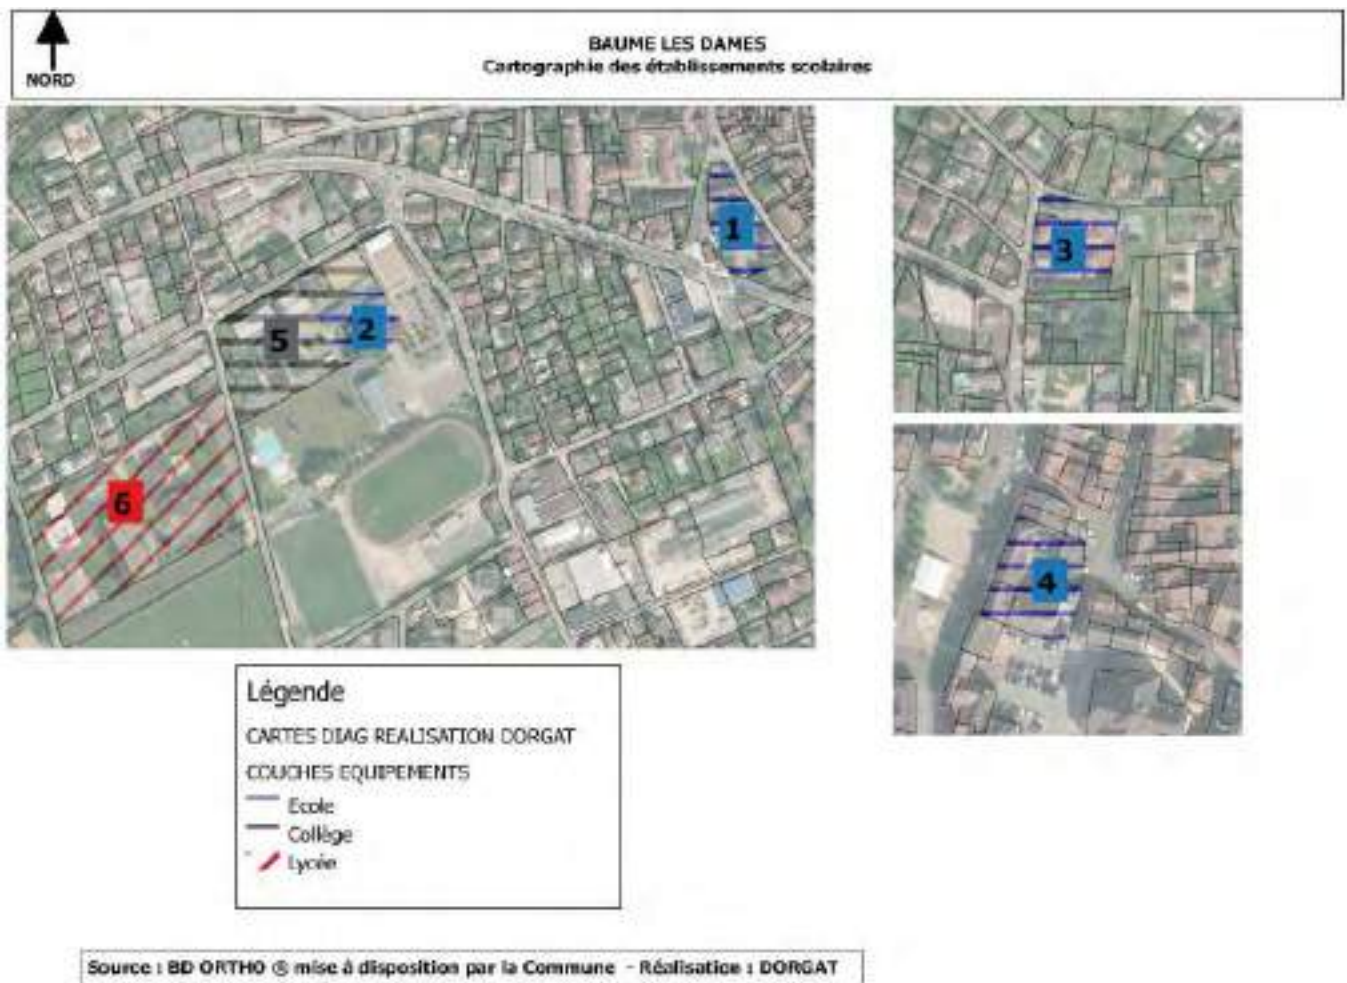 NORD
BAUME LES DAMES
Cartographie des établissements scolaires
1
2
5
6
3
4
Légende
CARTES DIAG REALISATION DORGAT
COUCHES EQUIPEMENTS
Ecole
Collège
Lycée
Source : BD ORTHO ® mise à disposition par la Commune - Réalisation : DORGAT